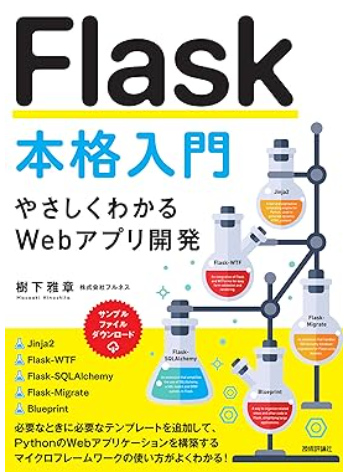 Flask
本格入門
やさしくわかる
Webアプリ開発
樹下雅章 株式会社フルネス
Masaaki Kinoshita
サンプル
ファイル
ダウンロード
Jinja2
Flask-WTF
Flask-Migrate
Flask-
SQLAlchemy
Blueprint
Jinja2
Flask-WTF
Flask-SQLAlchemy
Flask-Migrate
Blueprint
必要なときに必要なテンプレートを追加して、
PythonのWebアプリケーションを構築する
マイクロフレームワークの使い方がよくわかる!
技術評論社